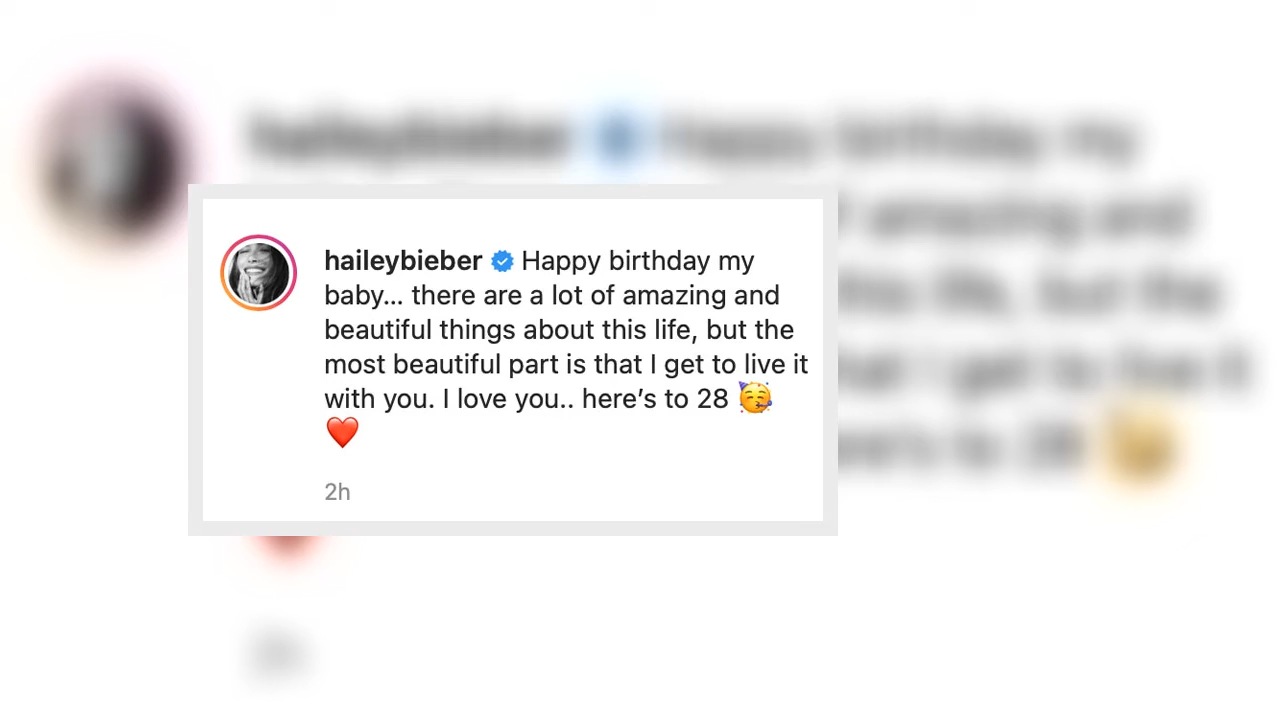 haileybieber Happy birthday my
baby... there are a lot of amazing and
beautiful things about this life, but the
most beautiful part is that I get to live it
with you. I love you.. here’s to 28 🥳
❤️
2h